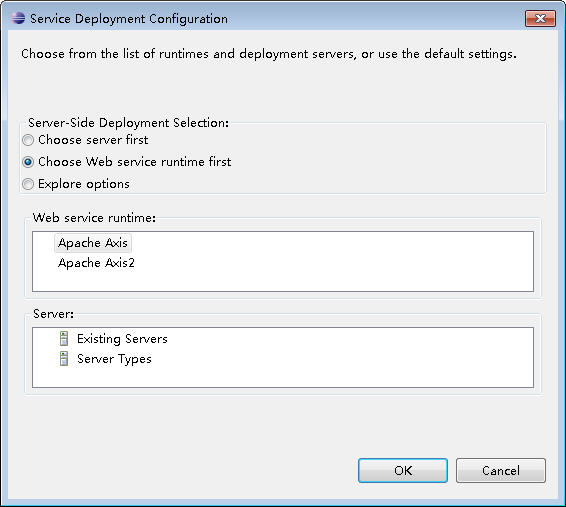 Service Deployment Configuration
Choose from the list of runtimes and deployment servers, or use the default settings.
Server-Side Deployment Selection:
Choose server first
Choose Web service runtime first
Explore options
Web service runtime:
Apache Axis
Apache Axis2
Server:
Existing Servers
Server Types
OK
Cancel